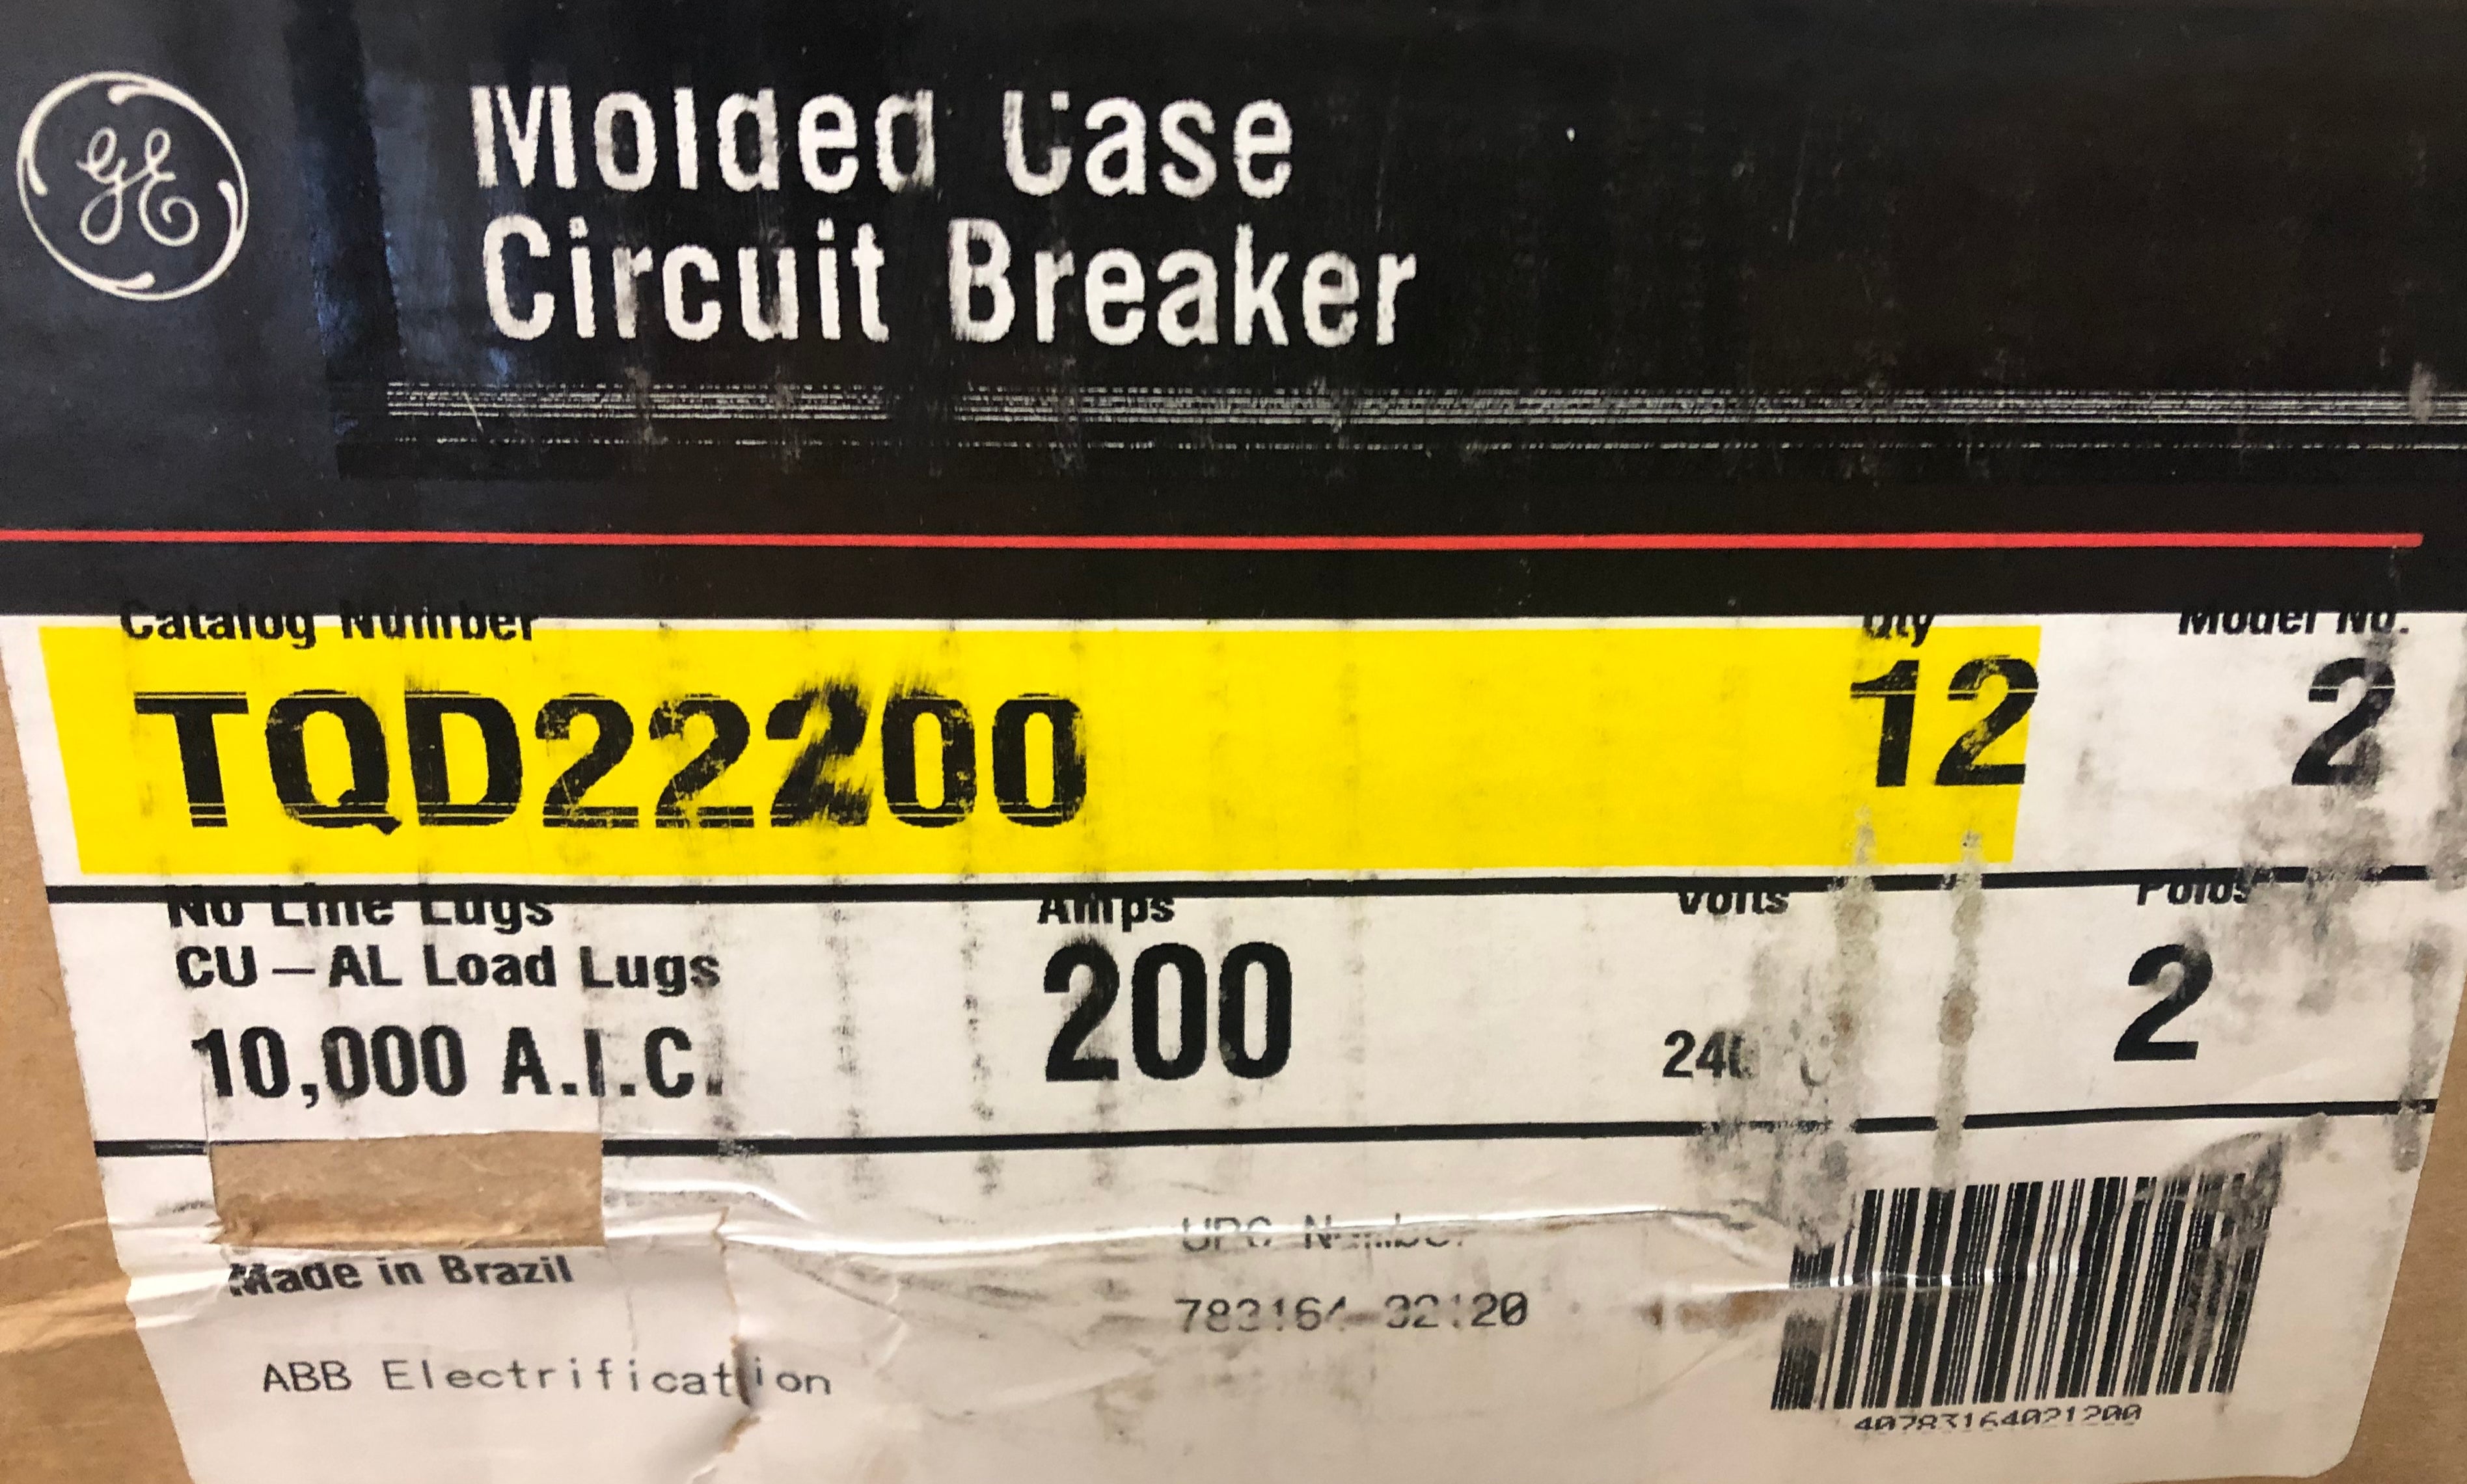 GE
Molded Case
Circuit Breaker
Catalog Number
Qty
Model No.
TQD22200
12
2
No Line Lugs
Amps
Volts
Poles
CU – AL Load Lugs
200
2
10,000 A.I.C.
Made in Brazil
UPC Number
ABB Electrification